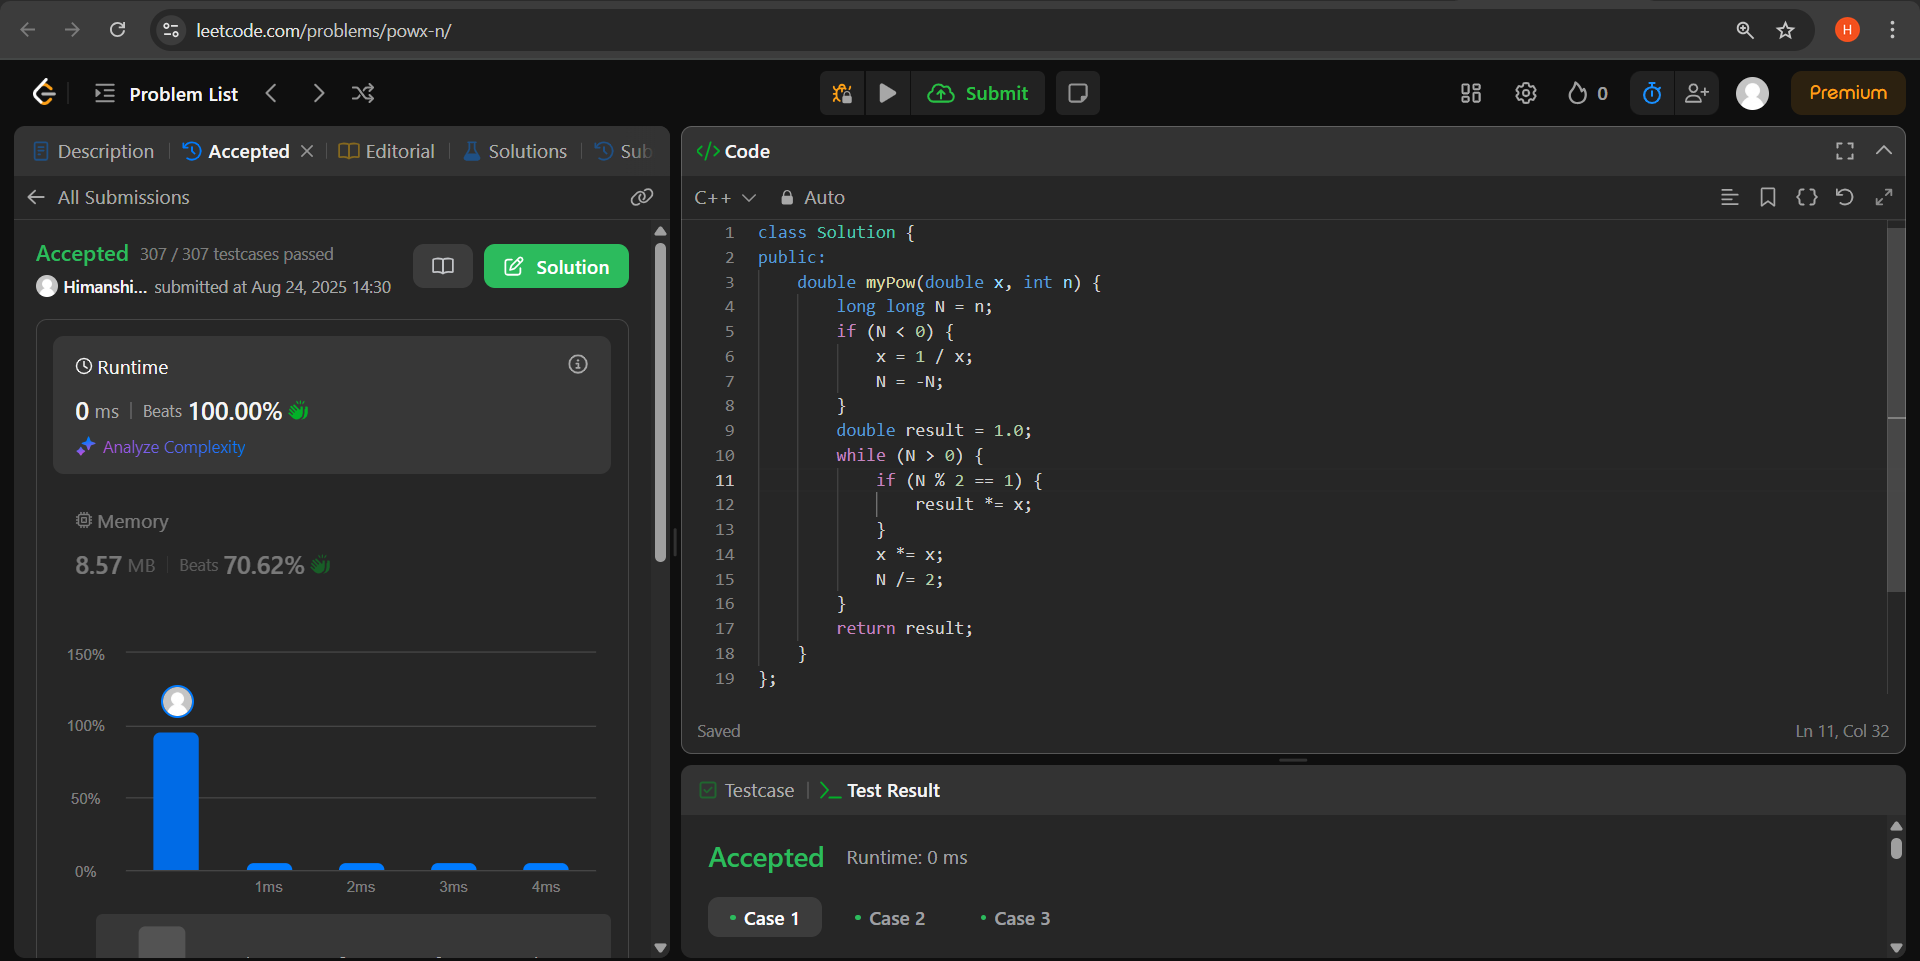 leetcode.com/problems/powx-n/
H
Problem List
Submit
0
Premium
Description
Accepted
Editorial
Solutions
Sub
All Submissions
Accepted 307 / 307 testcases passed
Himanshi... submitted at Aug 24, 2025 14:30
Solution
Runtime
0 ms Beats 100.00%
Analyze Complexity
Memory
8.57 MB Beats 70.62%
150%
100%
50%
0%
1ms 2ms 3ms 4ms
</> Code
C++ Auto
1 class Solution {
2 public:
3 double myPow(double x, int n) {
4 long long N = n;
5 if (N < 0) {
6 x = 1 / x;
7 N = -N;
8 }
9 double result = 1.0;
10 while (N > 0) {
11 if (N % 2 == 1) {
12 result *= x;
13 }
14 x *= x;
15 N /= 2;
16 }
17 return result;
18 }
19 };
Saved
Ln 11, Col 32
Testcase
>_ Test Result
Accepted Runtime: 0 ms
• Case 1 • Case 2 • Case 3